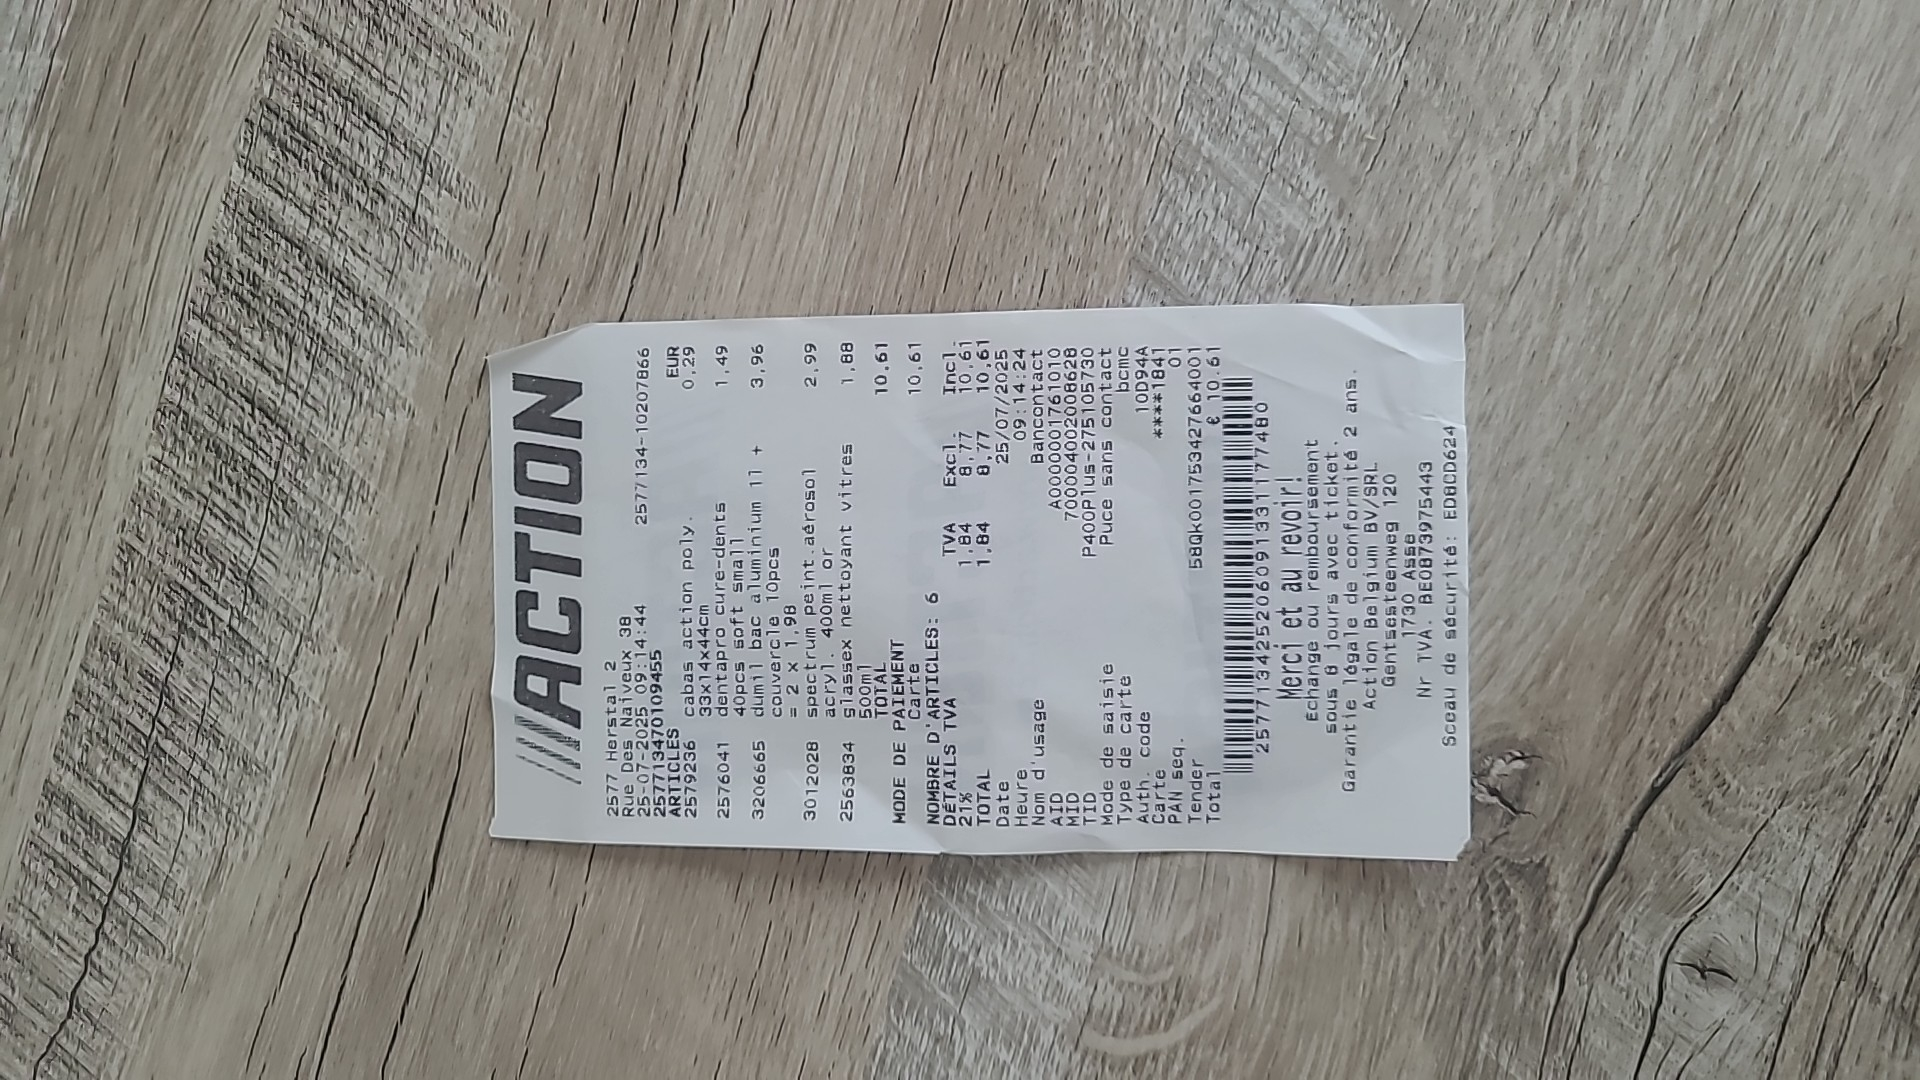 ACTION
2577 Herstal 2
Rue Des Naiveux 38
25-07-2025 09:14:44 2577134-10207866
257713470109455
ARTICLES EUR
2579236 cabas action poly. 0,29
33x14x44cm
2576041 dentapro cure-dents 1,49
40pcs soft small
3206665 dumil bac aluminium 1l + 3,96
couvercle 10pcs
= 2 x 1,98
3012028 spectrum peint.aérosol 2,99
acryl. 400ml or
2563834 glassex nettoyant vitres 1,88
500ml
TOTAL 10,61
MODE DE PAIEMENT
Carte 10,61
NOMBRE D'ARTICLES: 6
DÉTAILS TVA TVA Excl. Incl.
21% 1,84 8,77 10,61
TOTAL 1,84 8,77 10,61
Date 25/07/2025
Heure 09:14:24
Nom d'usage Bancontact
AID A0000001761010
MID 700004002008628
TID P400Plus-275105730
Mode de saisie Puce sans contact
Type de carte bcmc
Auth. code 10D94A
Carte ****1841
PAN seq. 01
Tender 58Qk001753427664001
Total € 10.61
257713425206091331177480
Merci et au revoir!
Echange ou remboursement
sous 8 jours avec ticket.
Garantie légale de conformité 2 ans.
Action Belgium BV/SRL
Gentsesteenweg 120
1730 Asse
Nr TVA. BE0873975443
Sceau de sécurité: ED8CD624